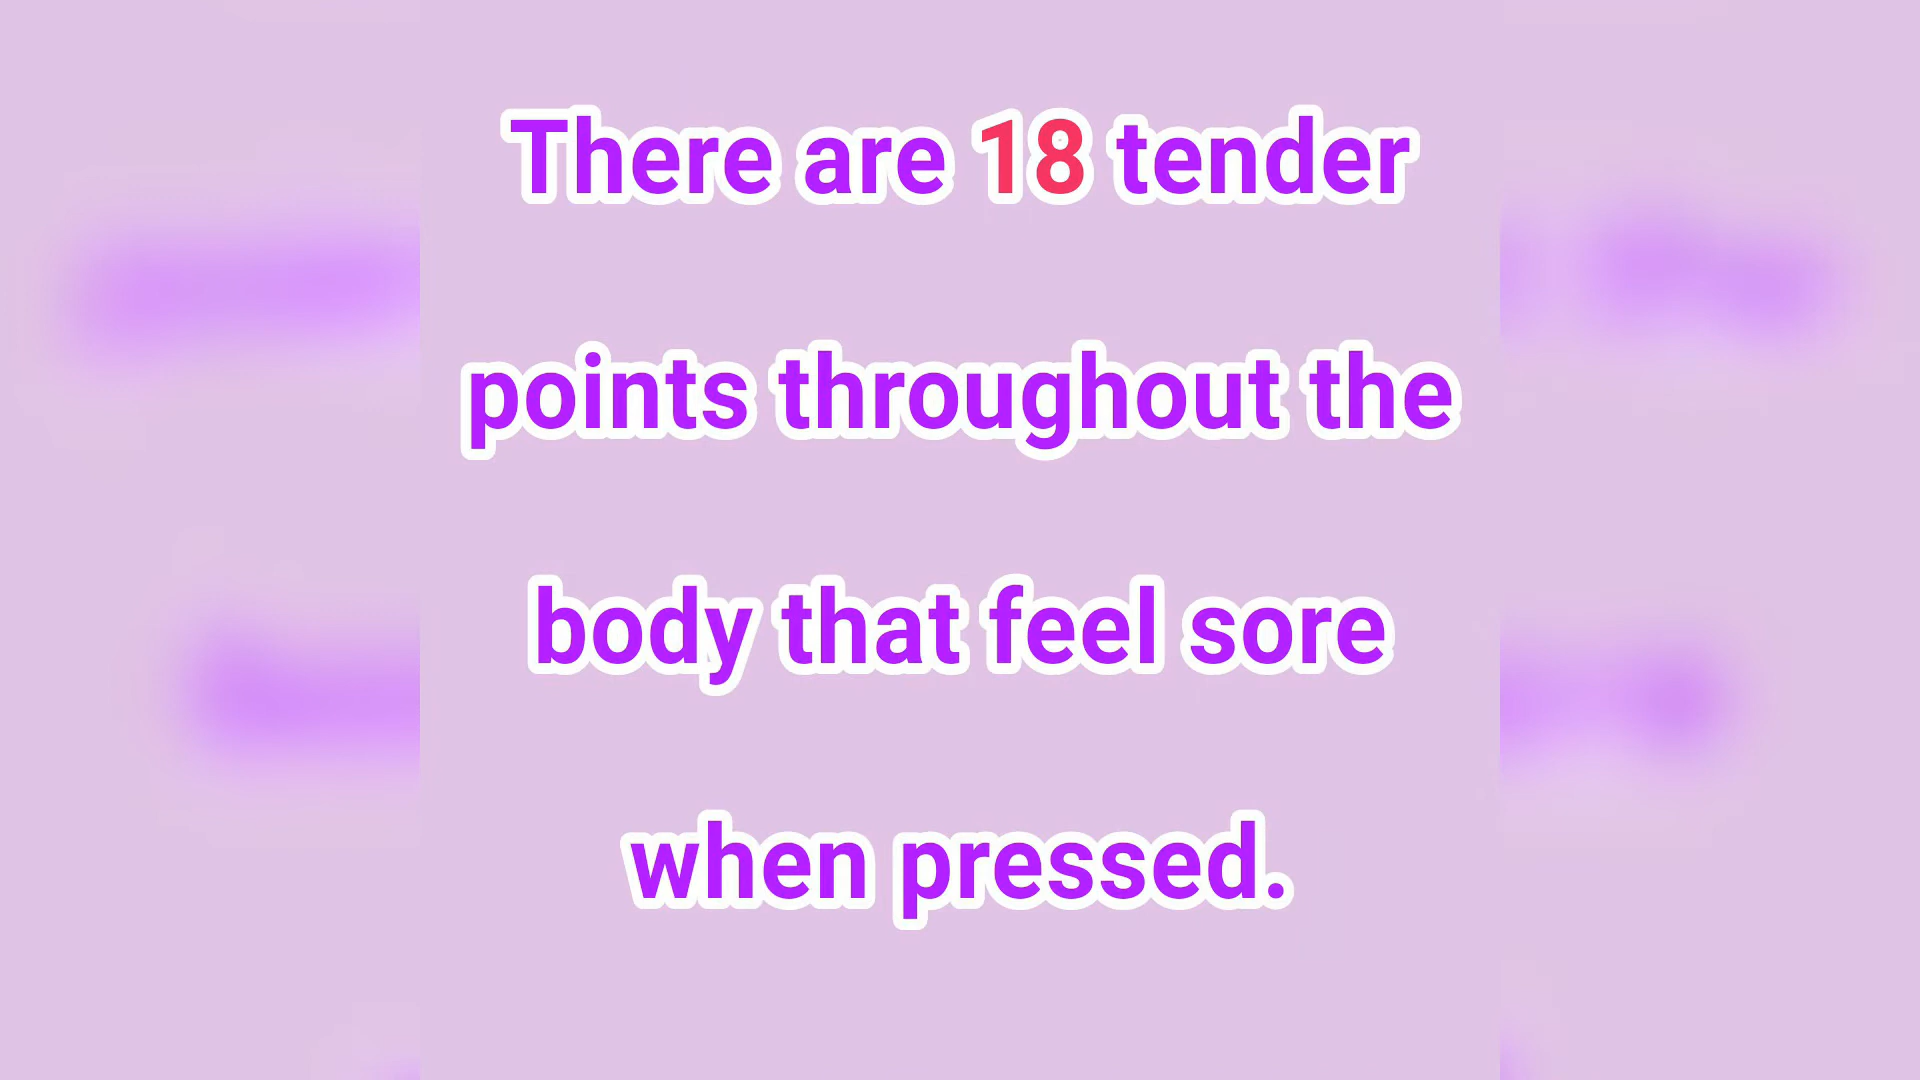 There are 18 tender
points throughout the
body that feel sore
when pressed.